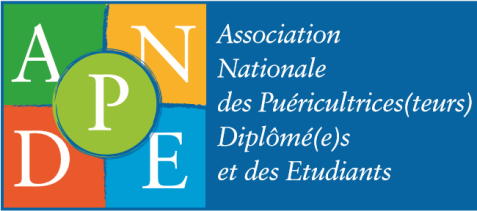 A N
P
D E
Association
Nationale
des Puéricultrices(teurs)
Diplômé(e)s
et des Etudiants